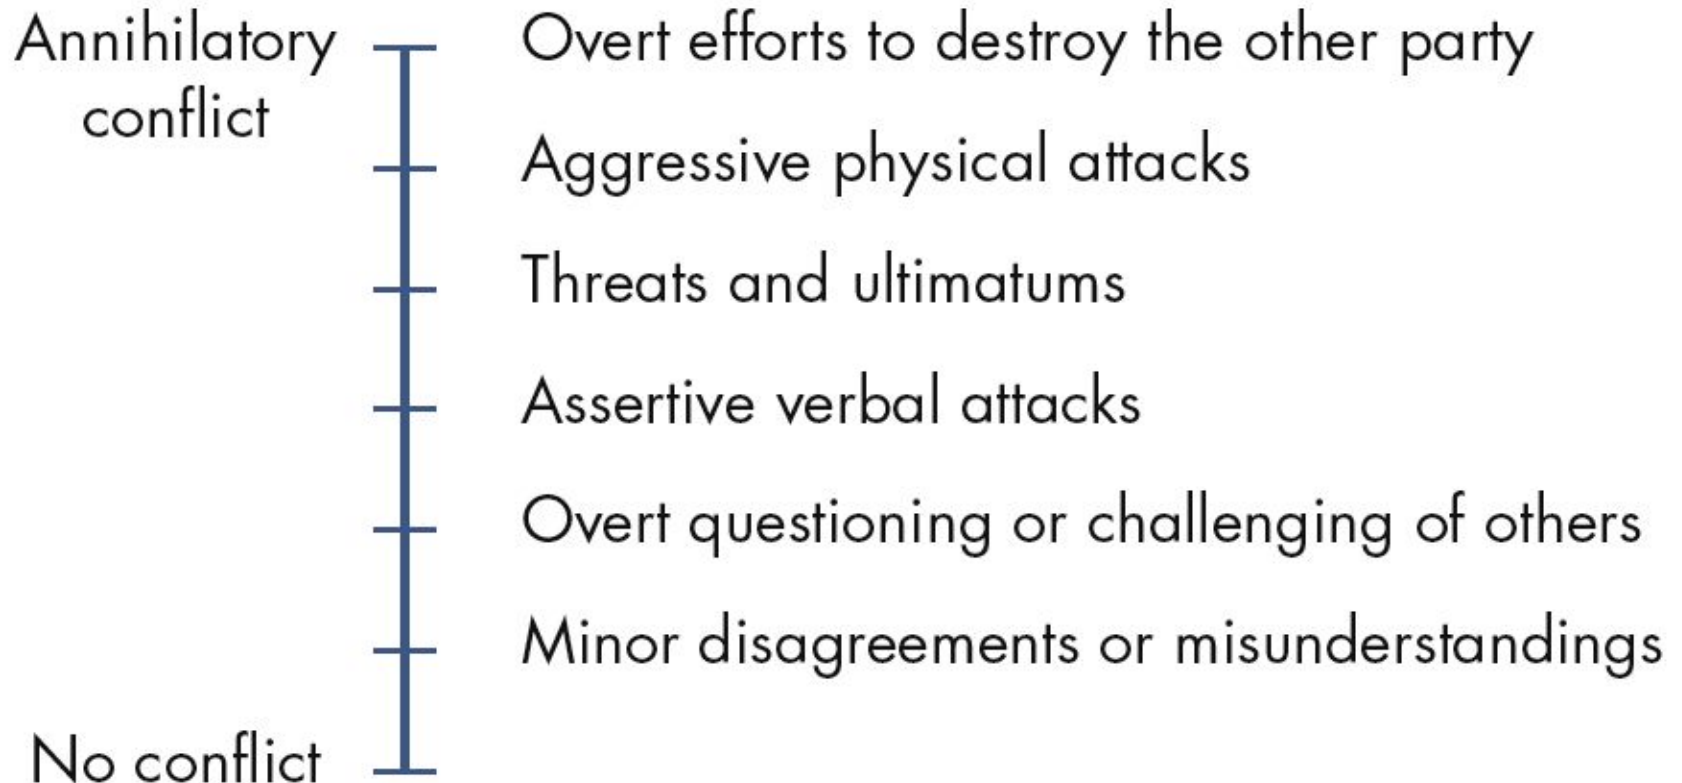 Annihilatory
conflict
Overt efforts to destroy the other party
Aggressive physical attacks
Threats and ultimatums
Assertive verbal attacks
Overt questioning or challenging of others
Minor disagreements or misunderstandings
No conflict